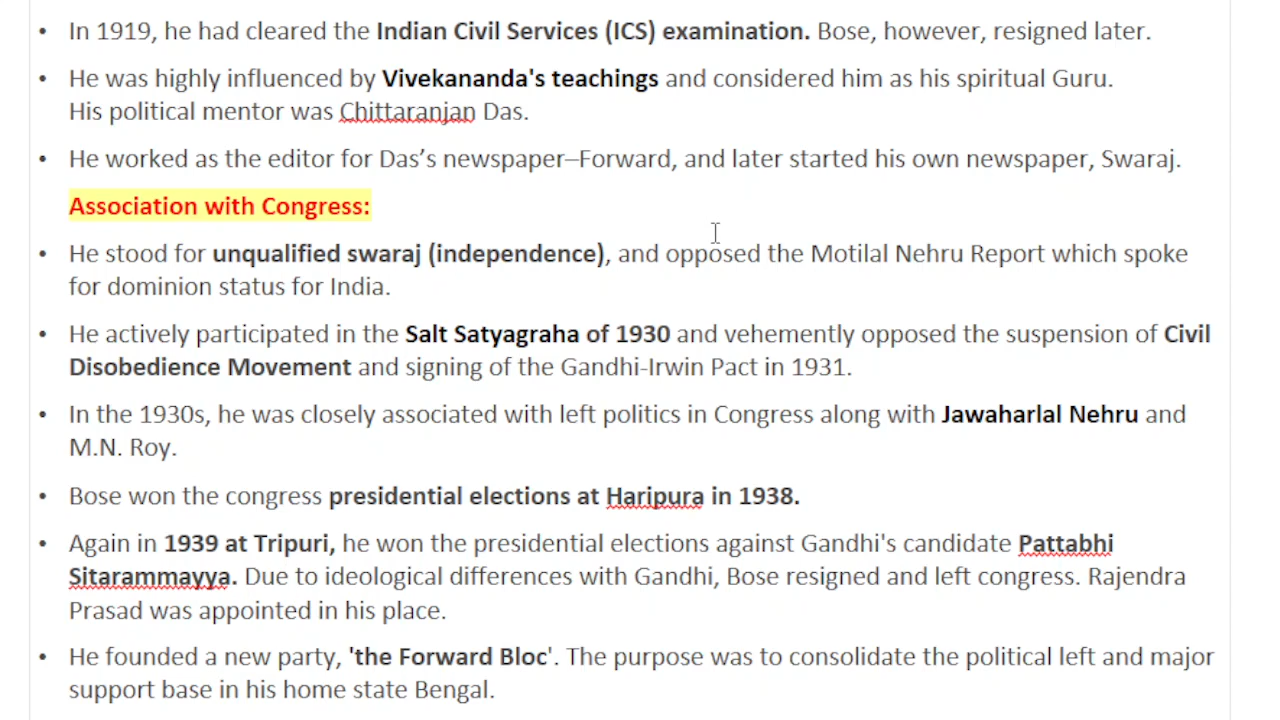 • In 1919, he had cleared the Indian Civil Services (ICS) examination. Bose, however, resigned later.
• He was highly influenced by Vivekananda's teachings and considered him as his spiritual Guru.
His political mentor was Chittaranjan Das.
• He worked as the editor for Das’s newspaper–Forward, and later started his own newspaper, Swaraj.
Association with Congress:
• He stood for unqualified swaraj (independence), and opposed the Motilal Nehru Report which spoke
for dominion status for India.
• He actively participated in the Salt Satyagraha of 1930 and vehemently opposed the suspension of Civil
Disobedience Movement and signing of the Gandhi-Irwin Pact in 1931.
• In the 1930s, he was closely associated with left politics in Congress along with Jawaharlal Nehru and
M.N. Roy.
• Bose won the congress presidential elections at Haripura in 1938.
• Again in 1939 at Tripuri, he won the presidential elections against Gandhi's candidate Pattabhi
Sitarammayya. Due to ideological differences with Gandhi, Bose resigned and left congress. Rajendra
Prasad was appointed in his place.
• He founded a new party, 'the Forward Bloc'. The purpose was to consolidate the political left and major
support base in his home state Bengal.